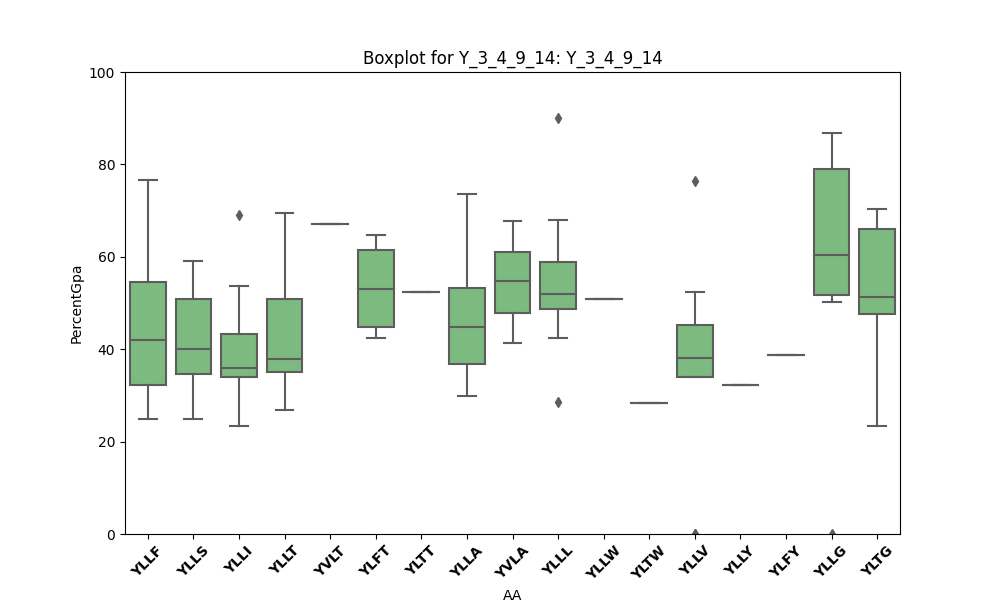 Boxplot for Y_3_4_9_14: Y_3_4_9_14
PercentGpa
100
80
60
40
20
0
YLLF YLLS YLLI YLLT YVLT YLFT YLTT YLLA YVLA YLLL YLLW YLTW YLLV YLLY YLFY YLLG YLTG
AA